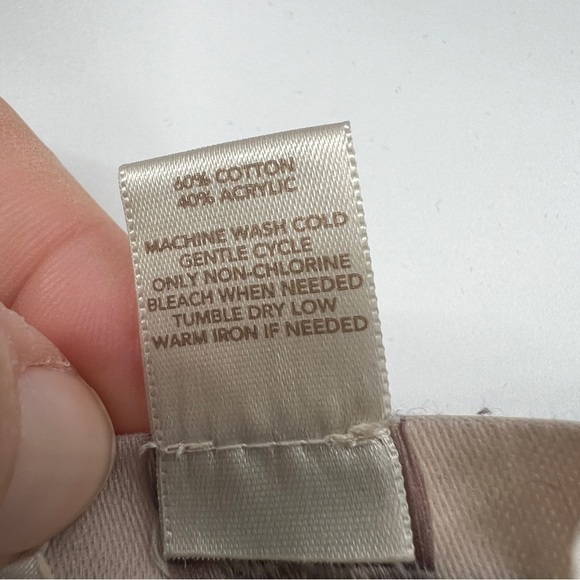 60% COTTON
40% ACRYLIC
MACHINE WASH COLD
GENTLE CYCLE
ONLY NON-CHLORINE
BLEACH WHEN NEEDED
TUMBLE DRY LOW
WARM IRON IF NEEDED